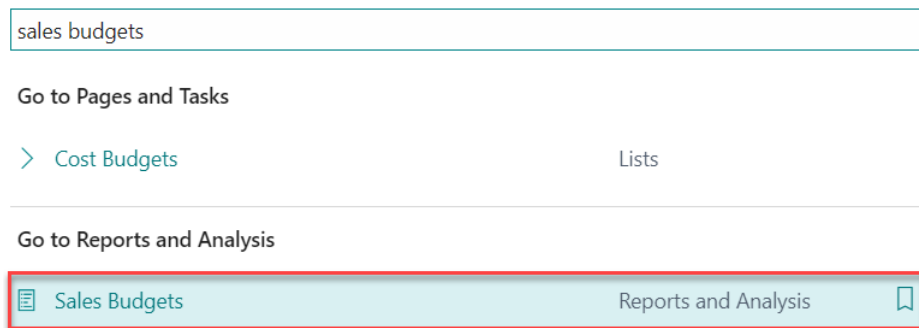 sales budgets
Go to Pages and Tasks
Cost Budgets Lists
Go to Reports and Analysis
Sales Budgets Reports and Analysis